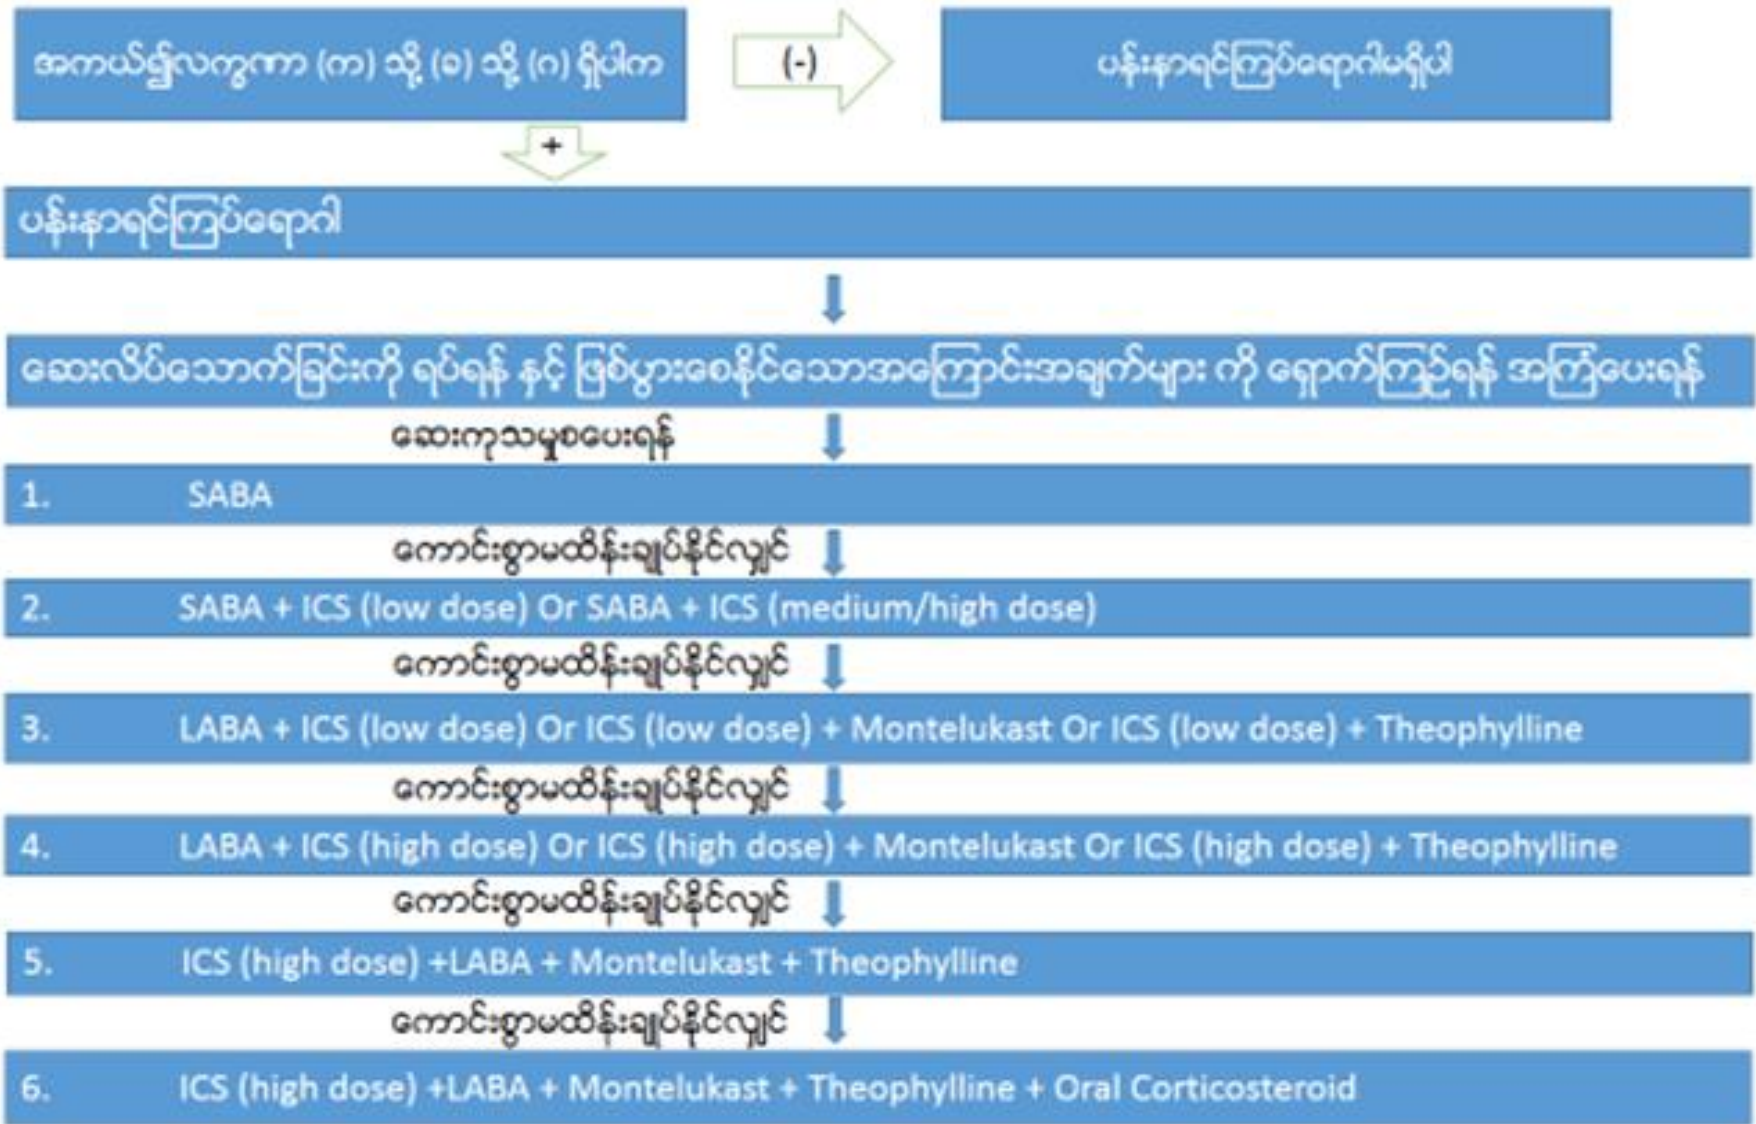 အကယ်၍လက္ခဏာ (က) သို့ (ခ) သို့ (ဂ) ရှိပါက
(-)
ပန်းနာရင်ကြပ်ရောဂါမရှိပါ
+
ပန်းနာရင်ကြပ်ရောဂါ
ဆေးလိပ်သောက်ခြင်းကို ရပ်ရန် နှင့် ဖြစ်ပွားစေနိုင်သောအကြောင်းအချက်များ ကို ရှောက်ကြဉ်ရန် အကြံပေးရန်
ဆေးကုသမှုစပေးရန်
1. SABA
ကောင်းစွာမထိန်းချုပ်နိုင်လျှင်
2. SABA + ICS (low dose) Or SABA + ICS (medium/high dose)
ကောင်းစွာမထိန်းချုပ်နိုင်လျှင်
3. LABA + ICS (low dose) Or ICS (low dose) + Montelukast Or ICS (low dose) + Theophylline
ကောင်းစွာမထိန်းချုပ်နိုင်လျှင်
4. LABA + ICS (high dose) Or ICS (high dose) + Montelukast Or ICS (high dose) + Theophylline
ကောင်းစွာမထိန်းချုပ်နိုင်လျှင်
5. ICS (high dose) +LABA + Montelukast + Theophylline
ကောင်းစွာမထိန်းချုပ်နိုင်လျှင်
6. ICS (high dose) +LABA + Montelukast + Theophylline + Oral Corticosteroid